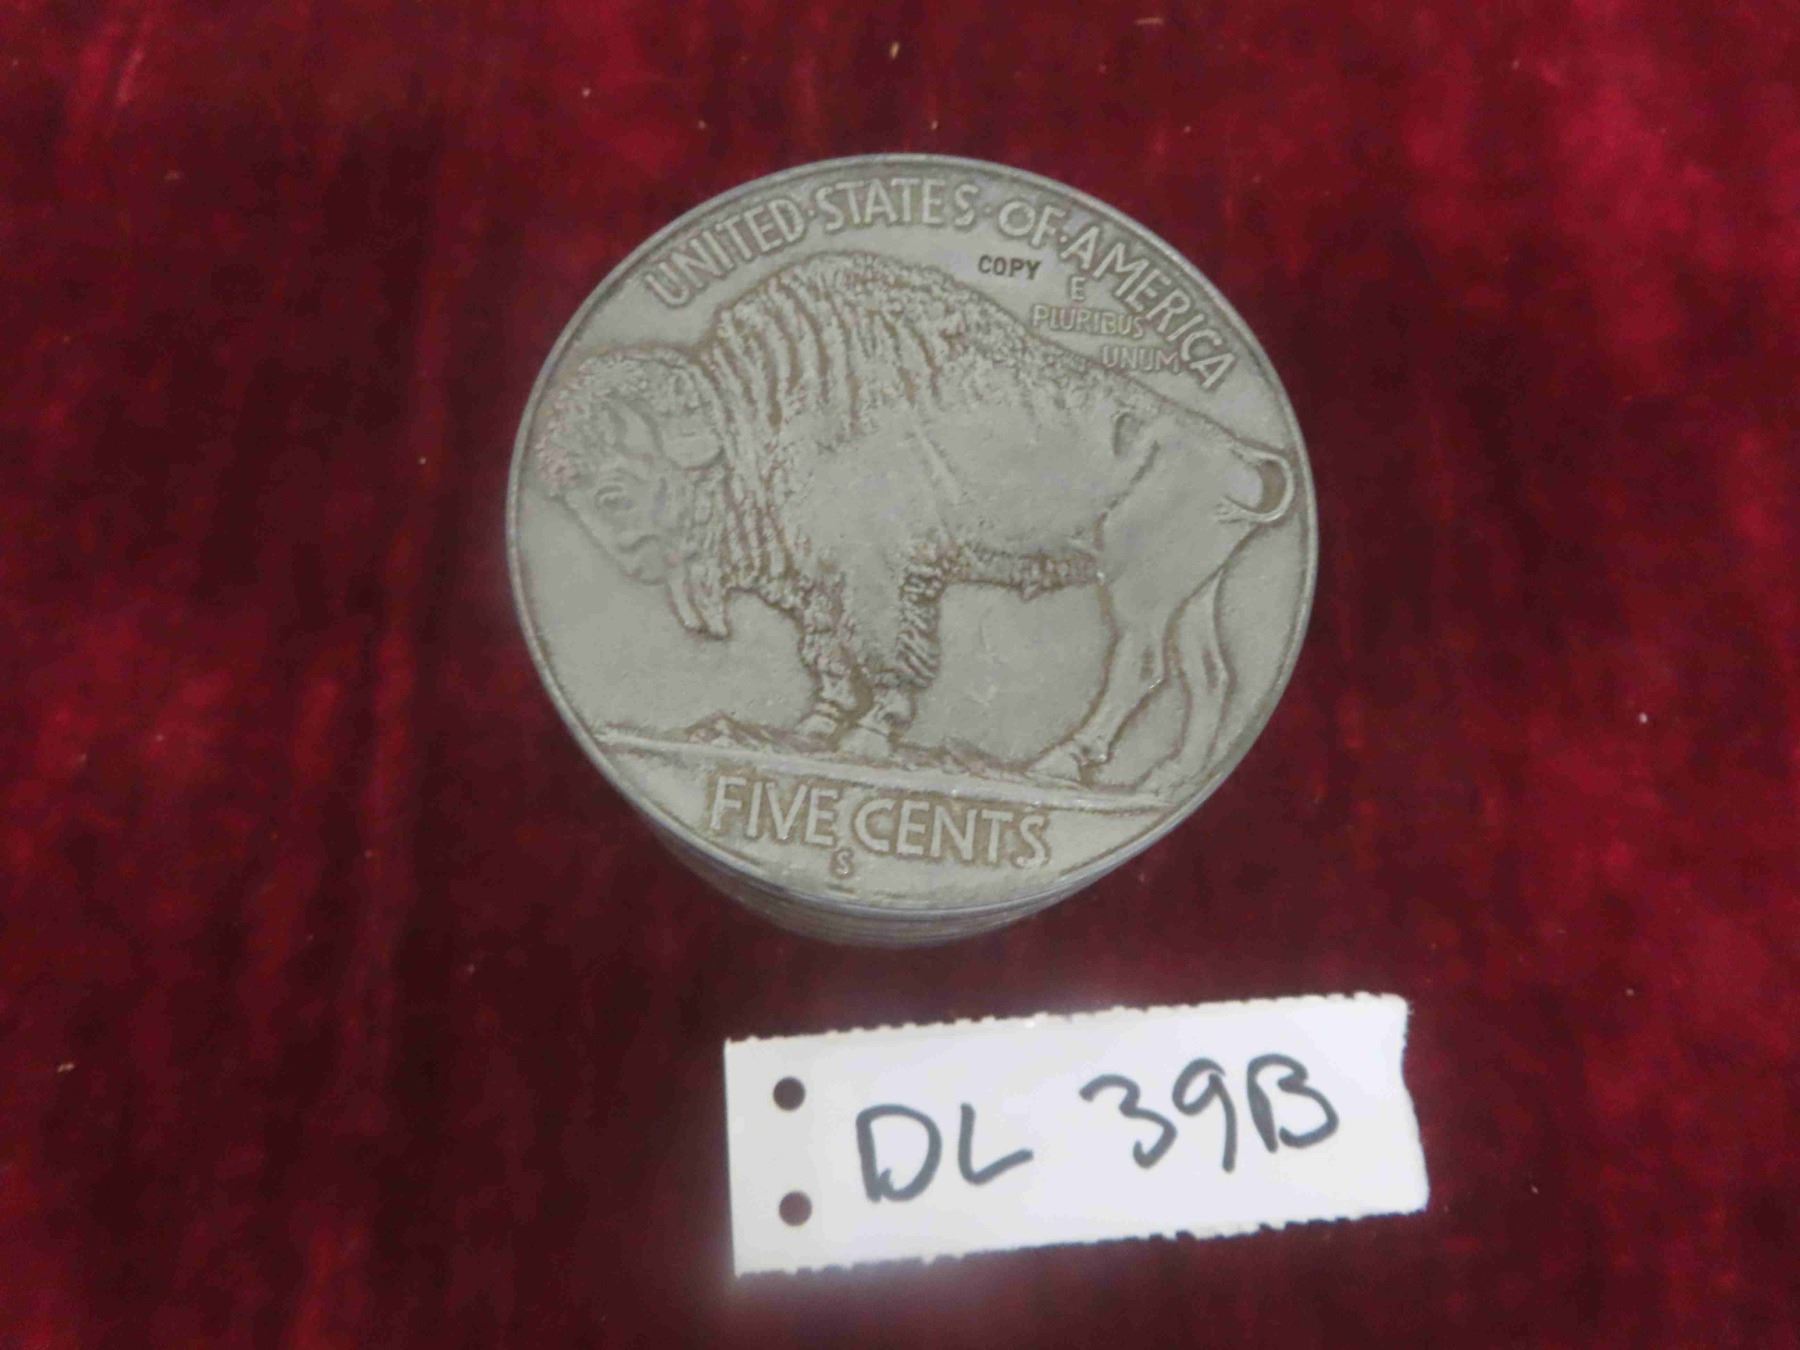 UNITED·STATES·OF·AMERICA
COPY
E
PLURIBUS
UNUM
FIVE CENTS
S
DL 39B